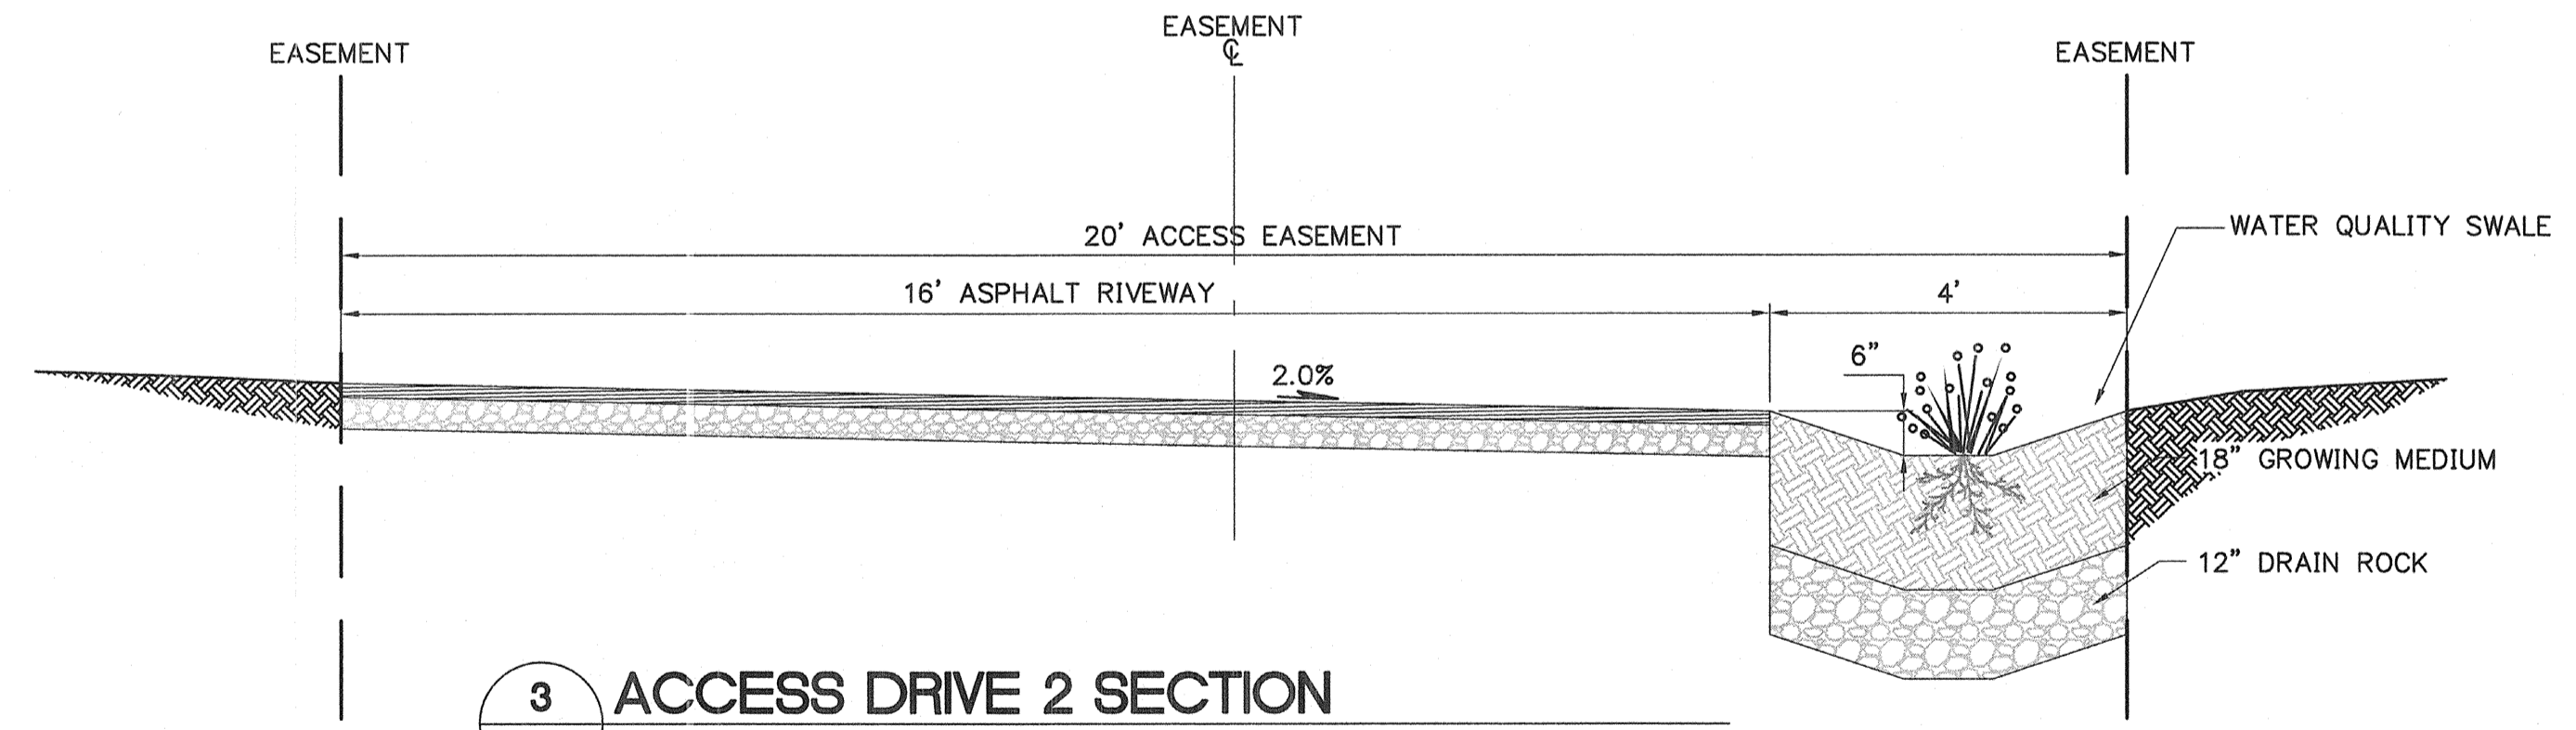 EASEMENT
EASEMENT
℄
EASEMENT
20' ACCESS EASEMENT
WATER QUALITY SWALE
16' ASPHALT RIVEWAY
4'
6"
2.0%
18" GROWING MEDIUM
12" DRAIN ROCK
3 ACCESS DRIVE 2 SECTION